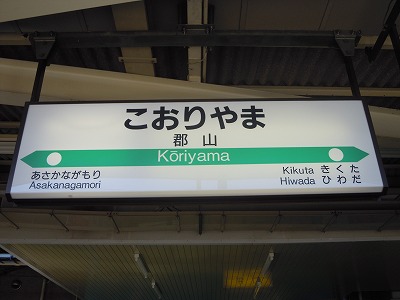 こおりやま
郡山
Kōriyama
あさかながもり
Asakanagamori
Kikuta きくた
Hiwada ひわだ